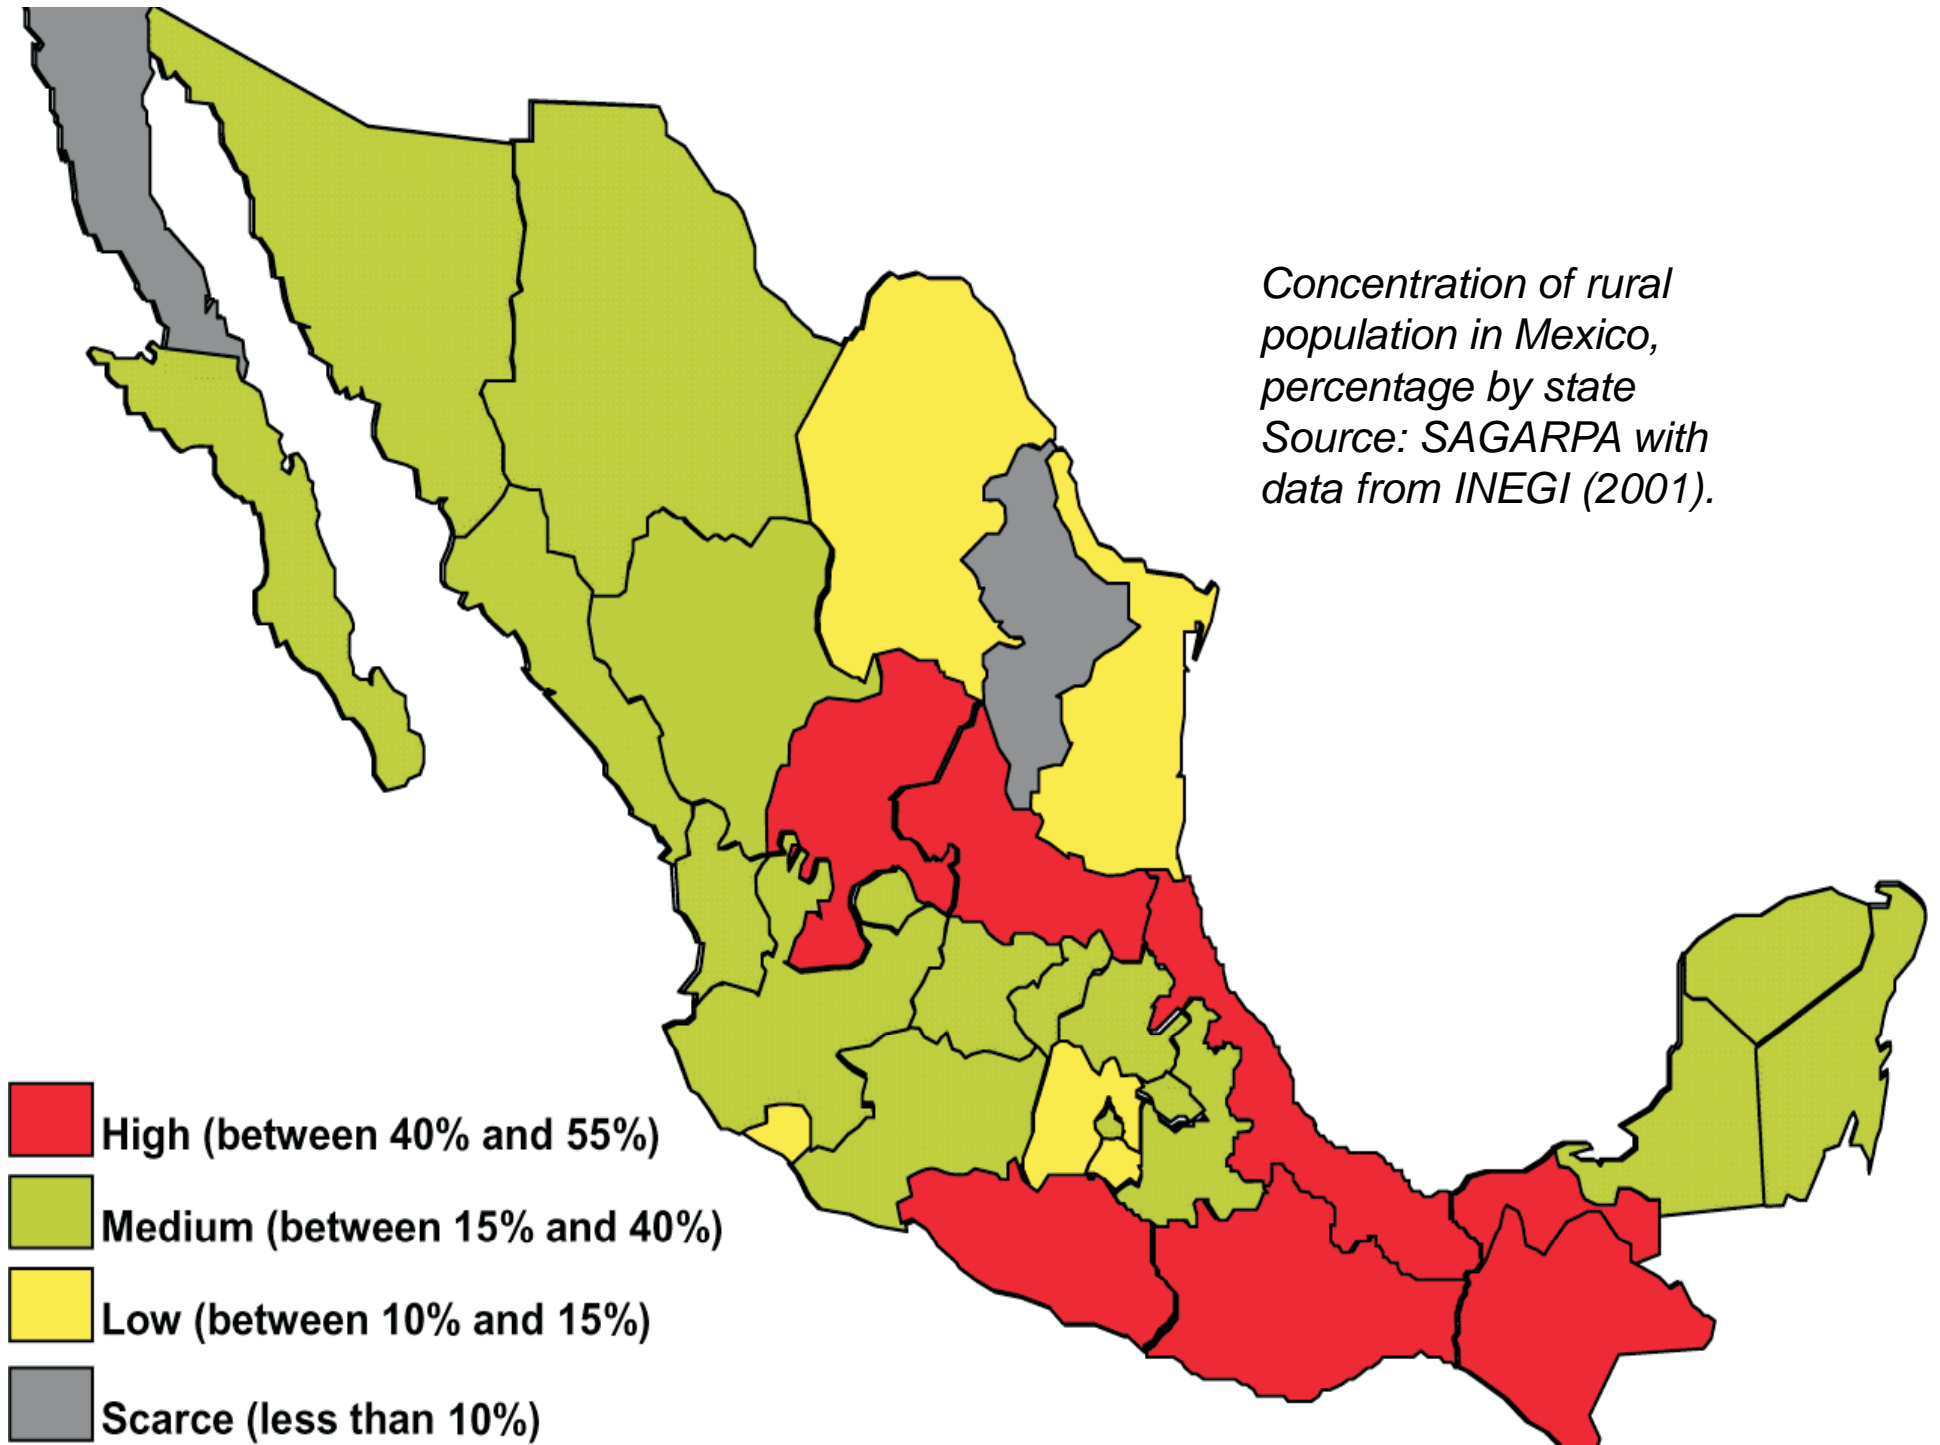 Concentration of rural
population in Mexico,
percentage by state
Source: SAGARPA with
data from INEGI (2001).
High (between 40% and 55%)
Medium (between 15% and 40%)
Low (between 10% and 15%)
Scarce (less than 10%)